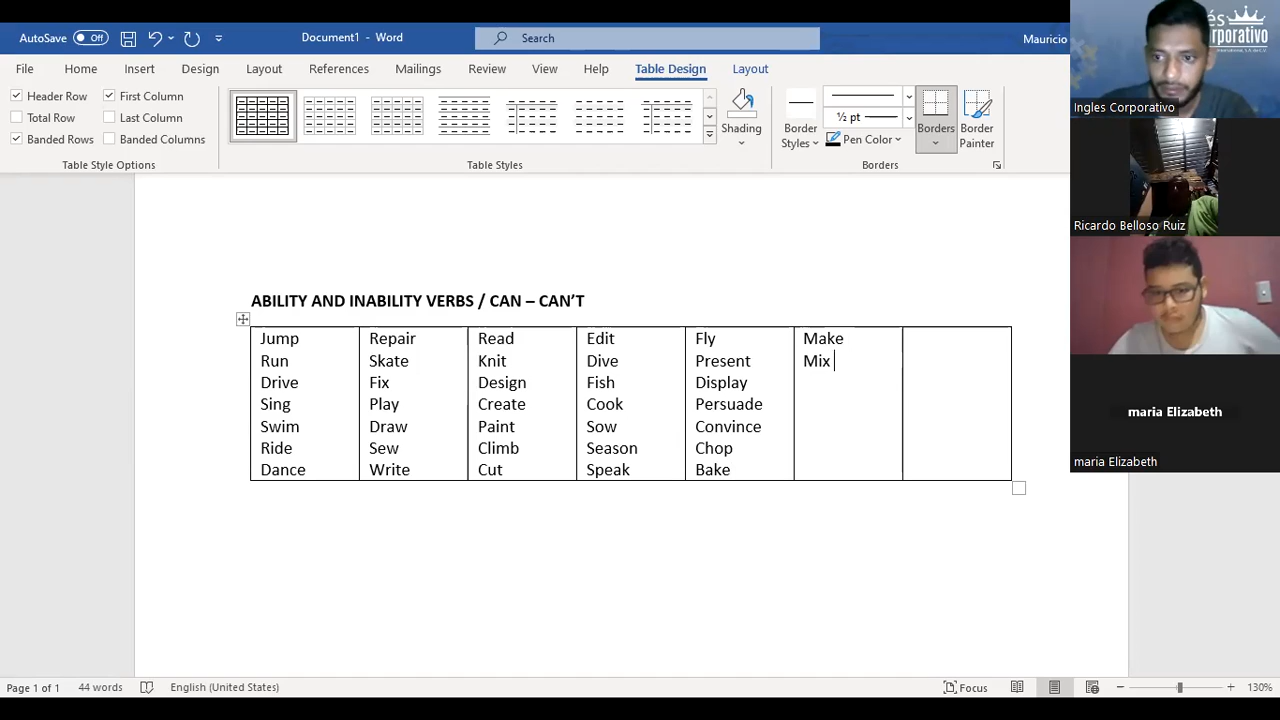 AutoSave Off
Document1 - Word
Search
Mauricio
File Home Insert Design Layout References Mailings Review View Help Table Design Layout
Header Row First Column
Total Row Last Column
Banded Rows Banded Columns
Table Style Options
Table Styles
Shading
Border Styles
½ pt
Pen Color
Borders
Border Painter
Borders
ABILITY AND INABILITY VERBS / CAN – CAN'T
Jump Repair Read Edit Fly Make
Run Skate Knit Dive Present Mix
Drive Fix Design Fish Display
Sing Play Create Cook Persuade
Swim Draw Paint Sow Convince
Ride Sew Climb Season Chop
Dance Write Cut Speak Bake
Page 1 of 1 44 words English (United States) Focus 130%
Ingles Corporativo
Ricardo Belloso Ruiz
maria Elizabeth
maria Elizabeth